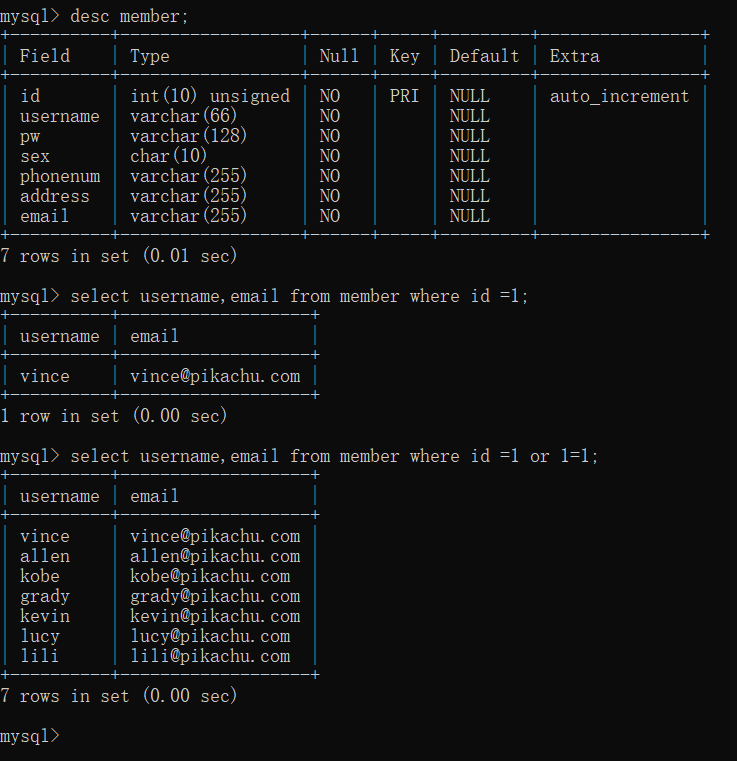 mysql> desc member;
+----------+------------------+------+-----+---------+----------------+
| Field    | Type             | Null | Key | Default | Extra          |
+----------+------------------+------+-----+---------+----------------+
| id       | int(10) unsigned | NO   | PRI | NULL    | auto_increment |
| username | varchar(66)      | NO   |     | NULL    |                |
| pw       | varchar(128)     | NO   |     | NULL    |                |
| sex      | char(10)         | NO   |     | NULL    |                |
| phonenum | varchar(255)     | NO   |     | NULL    |                |
| address  | varchar(255)     | NO   |     | NULL    |                |
| email    | varchar(255)     | NO   |     | NULL    |                |
+----------+------------------+------+-----+---------+----------------+
7 rows in set (0.01 sec)

mysql> select username,email from member where id =1;
+----------+-------------------+
| username | email             |
+----------+-------------------+
| vince    | vince@pikachu.com |
+----------+-------------------+
1 row in set (0.00 sec)

mysql> select username,email from member where id =1 or 1=1;
+----------+-------------------+
| username | email             |
+----------+-------------------+
| vince    | vince@pikachu.com |
| allen    | allen@pikachu.com |
| kobe     | kobe@pikachu.com  |
| grady    | grady@pikachu.com |
| kevin    | kevin@pikachu.com |
| lucy     | lucy@pikachu.com  |
| lili     | lili@pikachu.com  |
+----------+-------------------+
7 rows in set (0.00 sec)

mysql>